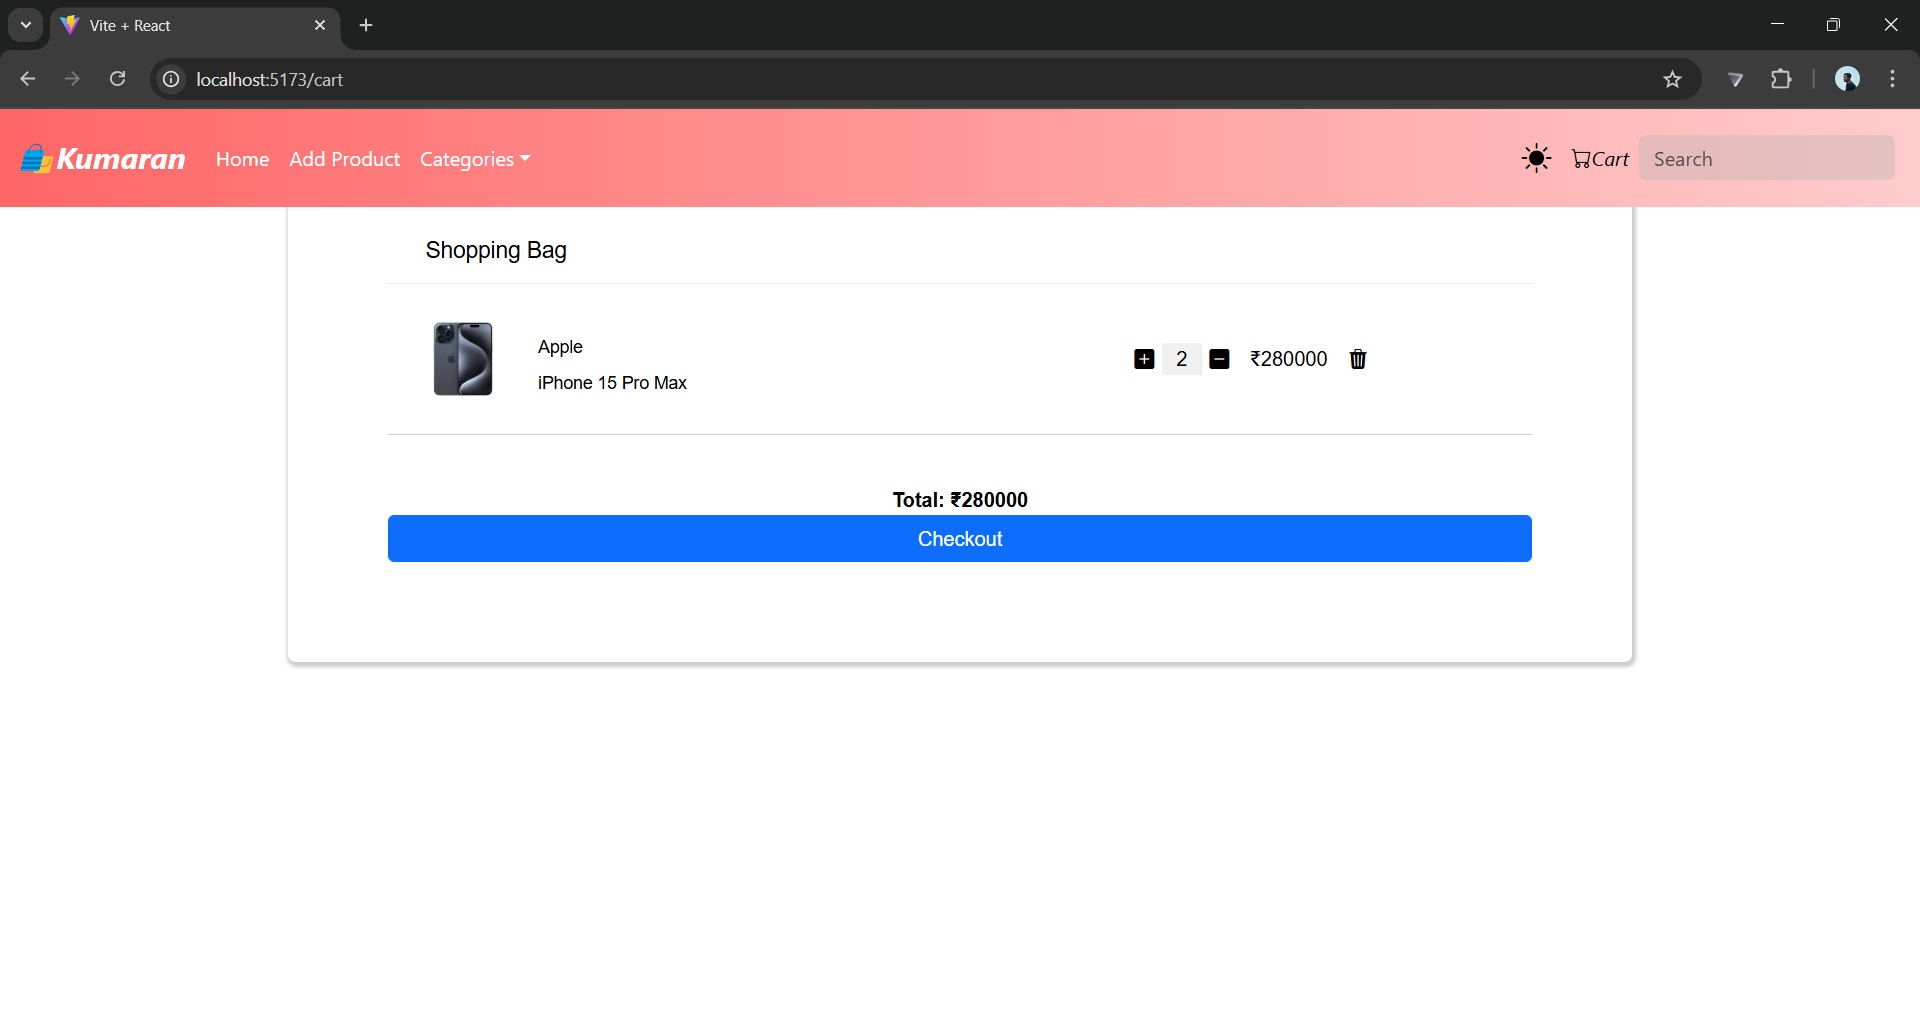 Vite + React
localhost:5173/cart
Kumaran Home Add Product Categories Cart Search
Shopping Bag
Apple
iPhone 15 Pro Max
2 ₹280000
Total: ₹280000
Checkout